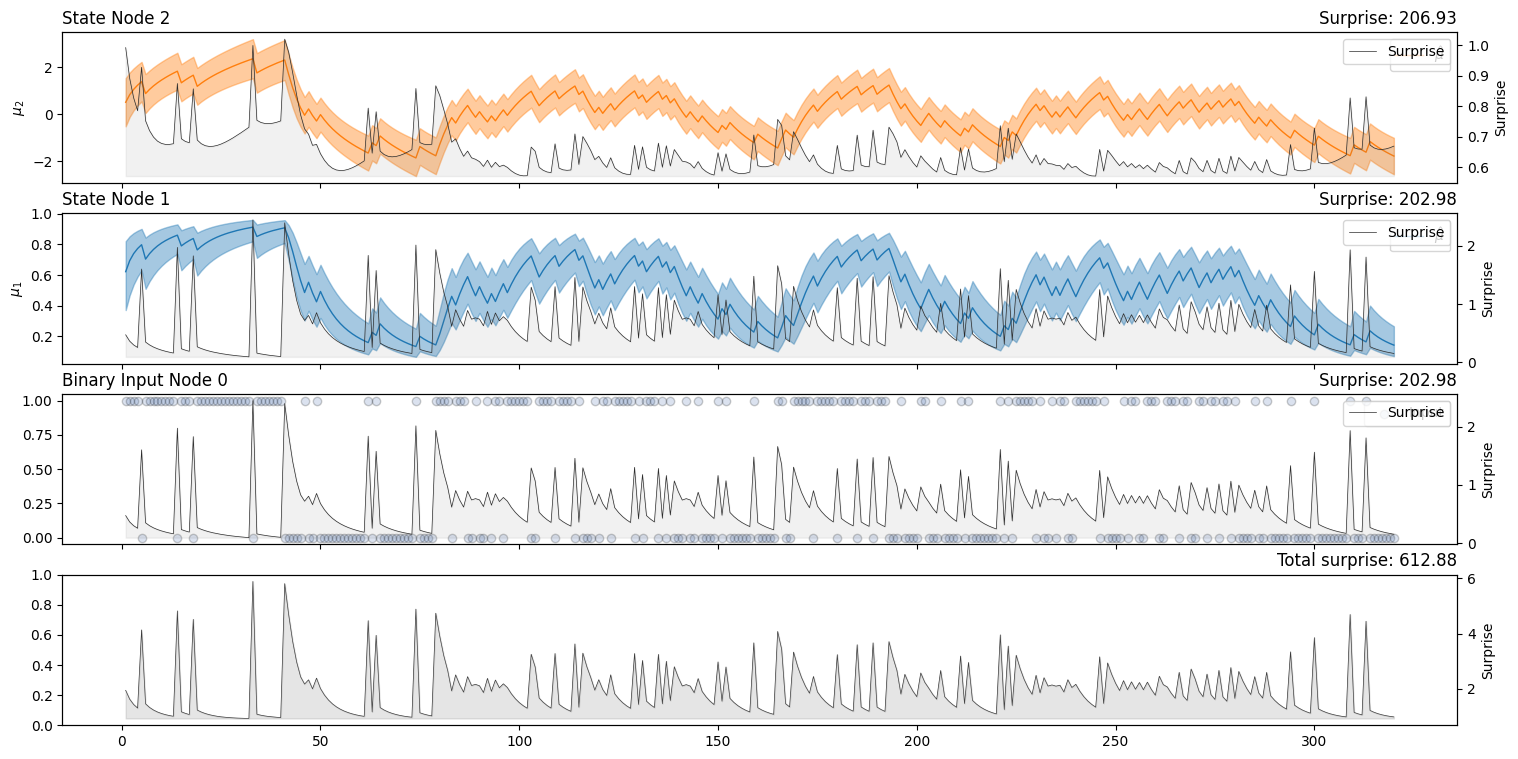 State Node 2 Surprise: 206.93
Surprise
μ
μ2
2
0
−2
1.0
0.9
0.8
0.7
0.6
Surprise
State Node 1 Surprise: 202.98
Surprise
μ1
1.0
0.8
0.6
0.4
0.2
2
1
0
Surprise
Binary Input Node 0 Surprise: 202.98
Surprise
1.00
0.75
0.50
0.25
0.00
2
1
0
Surprise
Total surprise: 612.88
1.0
0.8
0.6
0.4
0.2
0.0
6
4
2
Surprise
0 50 100 150 200 250 300